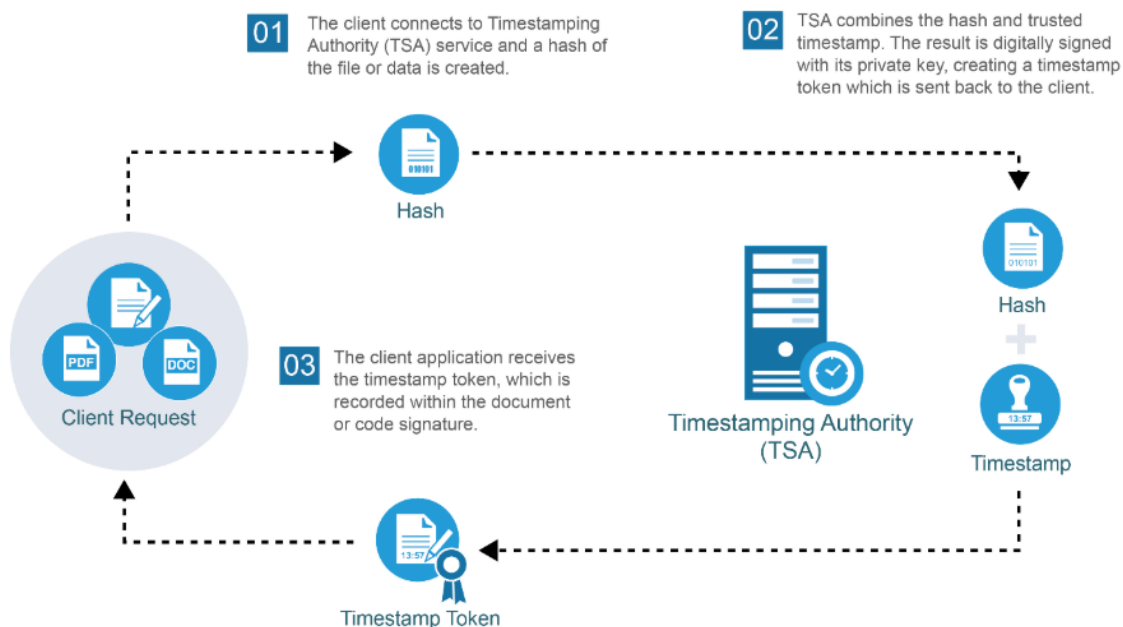 01
The client connects to Timestamping
Authority (TSA) service and a hash of
the file or data is created.
02
TSA combines the hash and trusted
timestamp. The result is digitally signed
with its private key, creating a timestamp
token which is sent back to the client.
010101
Hash
010101
Hash
PDF
DOC
Client Request
03
The client application receives
the timestamp token, which is
recorded within the document
or code signature.
Timestamping Authority
(TSA)
13:57
Timestamp
13:57
Timestamp Token